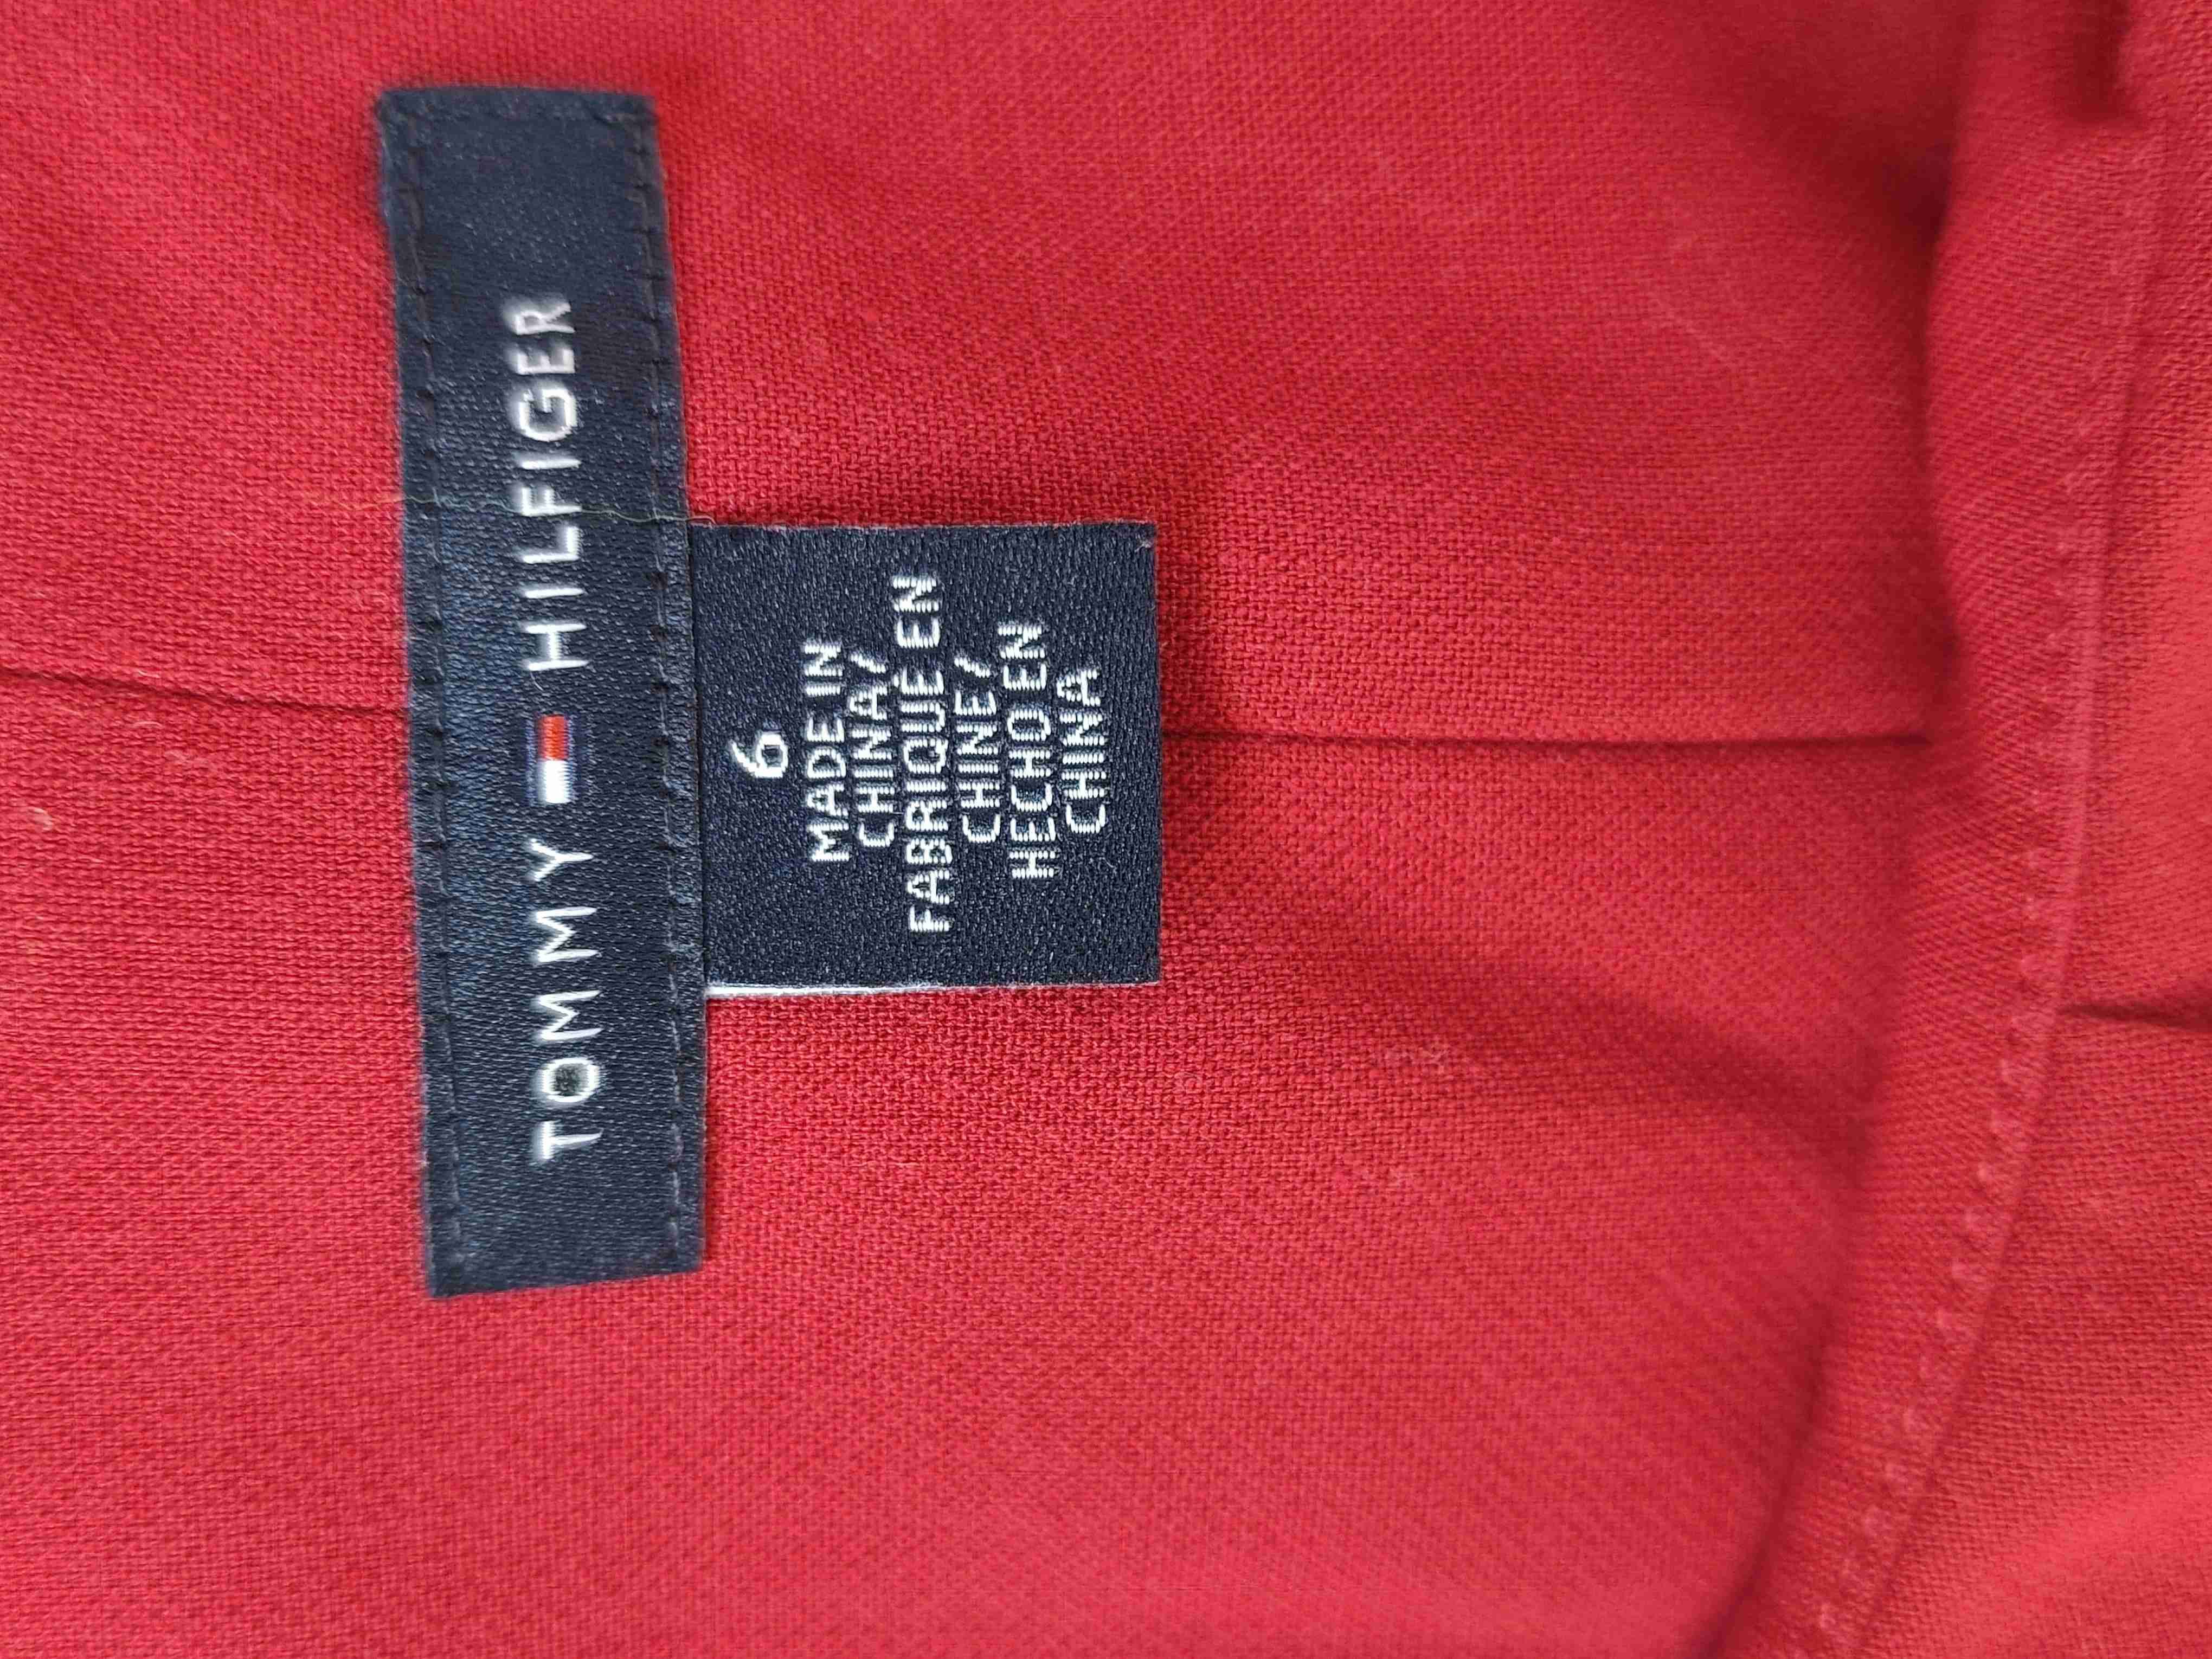 TOMMY HILFIGER
6
MADE IN
CHINA/
FABRIQUÉ EN
CHINE/
HECHO EN
CHINA